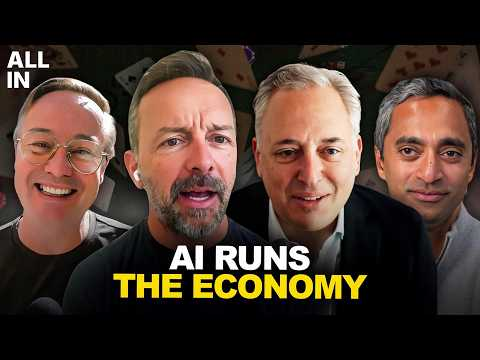 ALL
IN
AI RUNS
THE ECONOMY